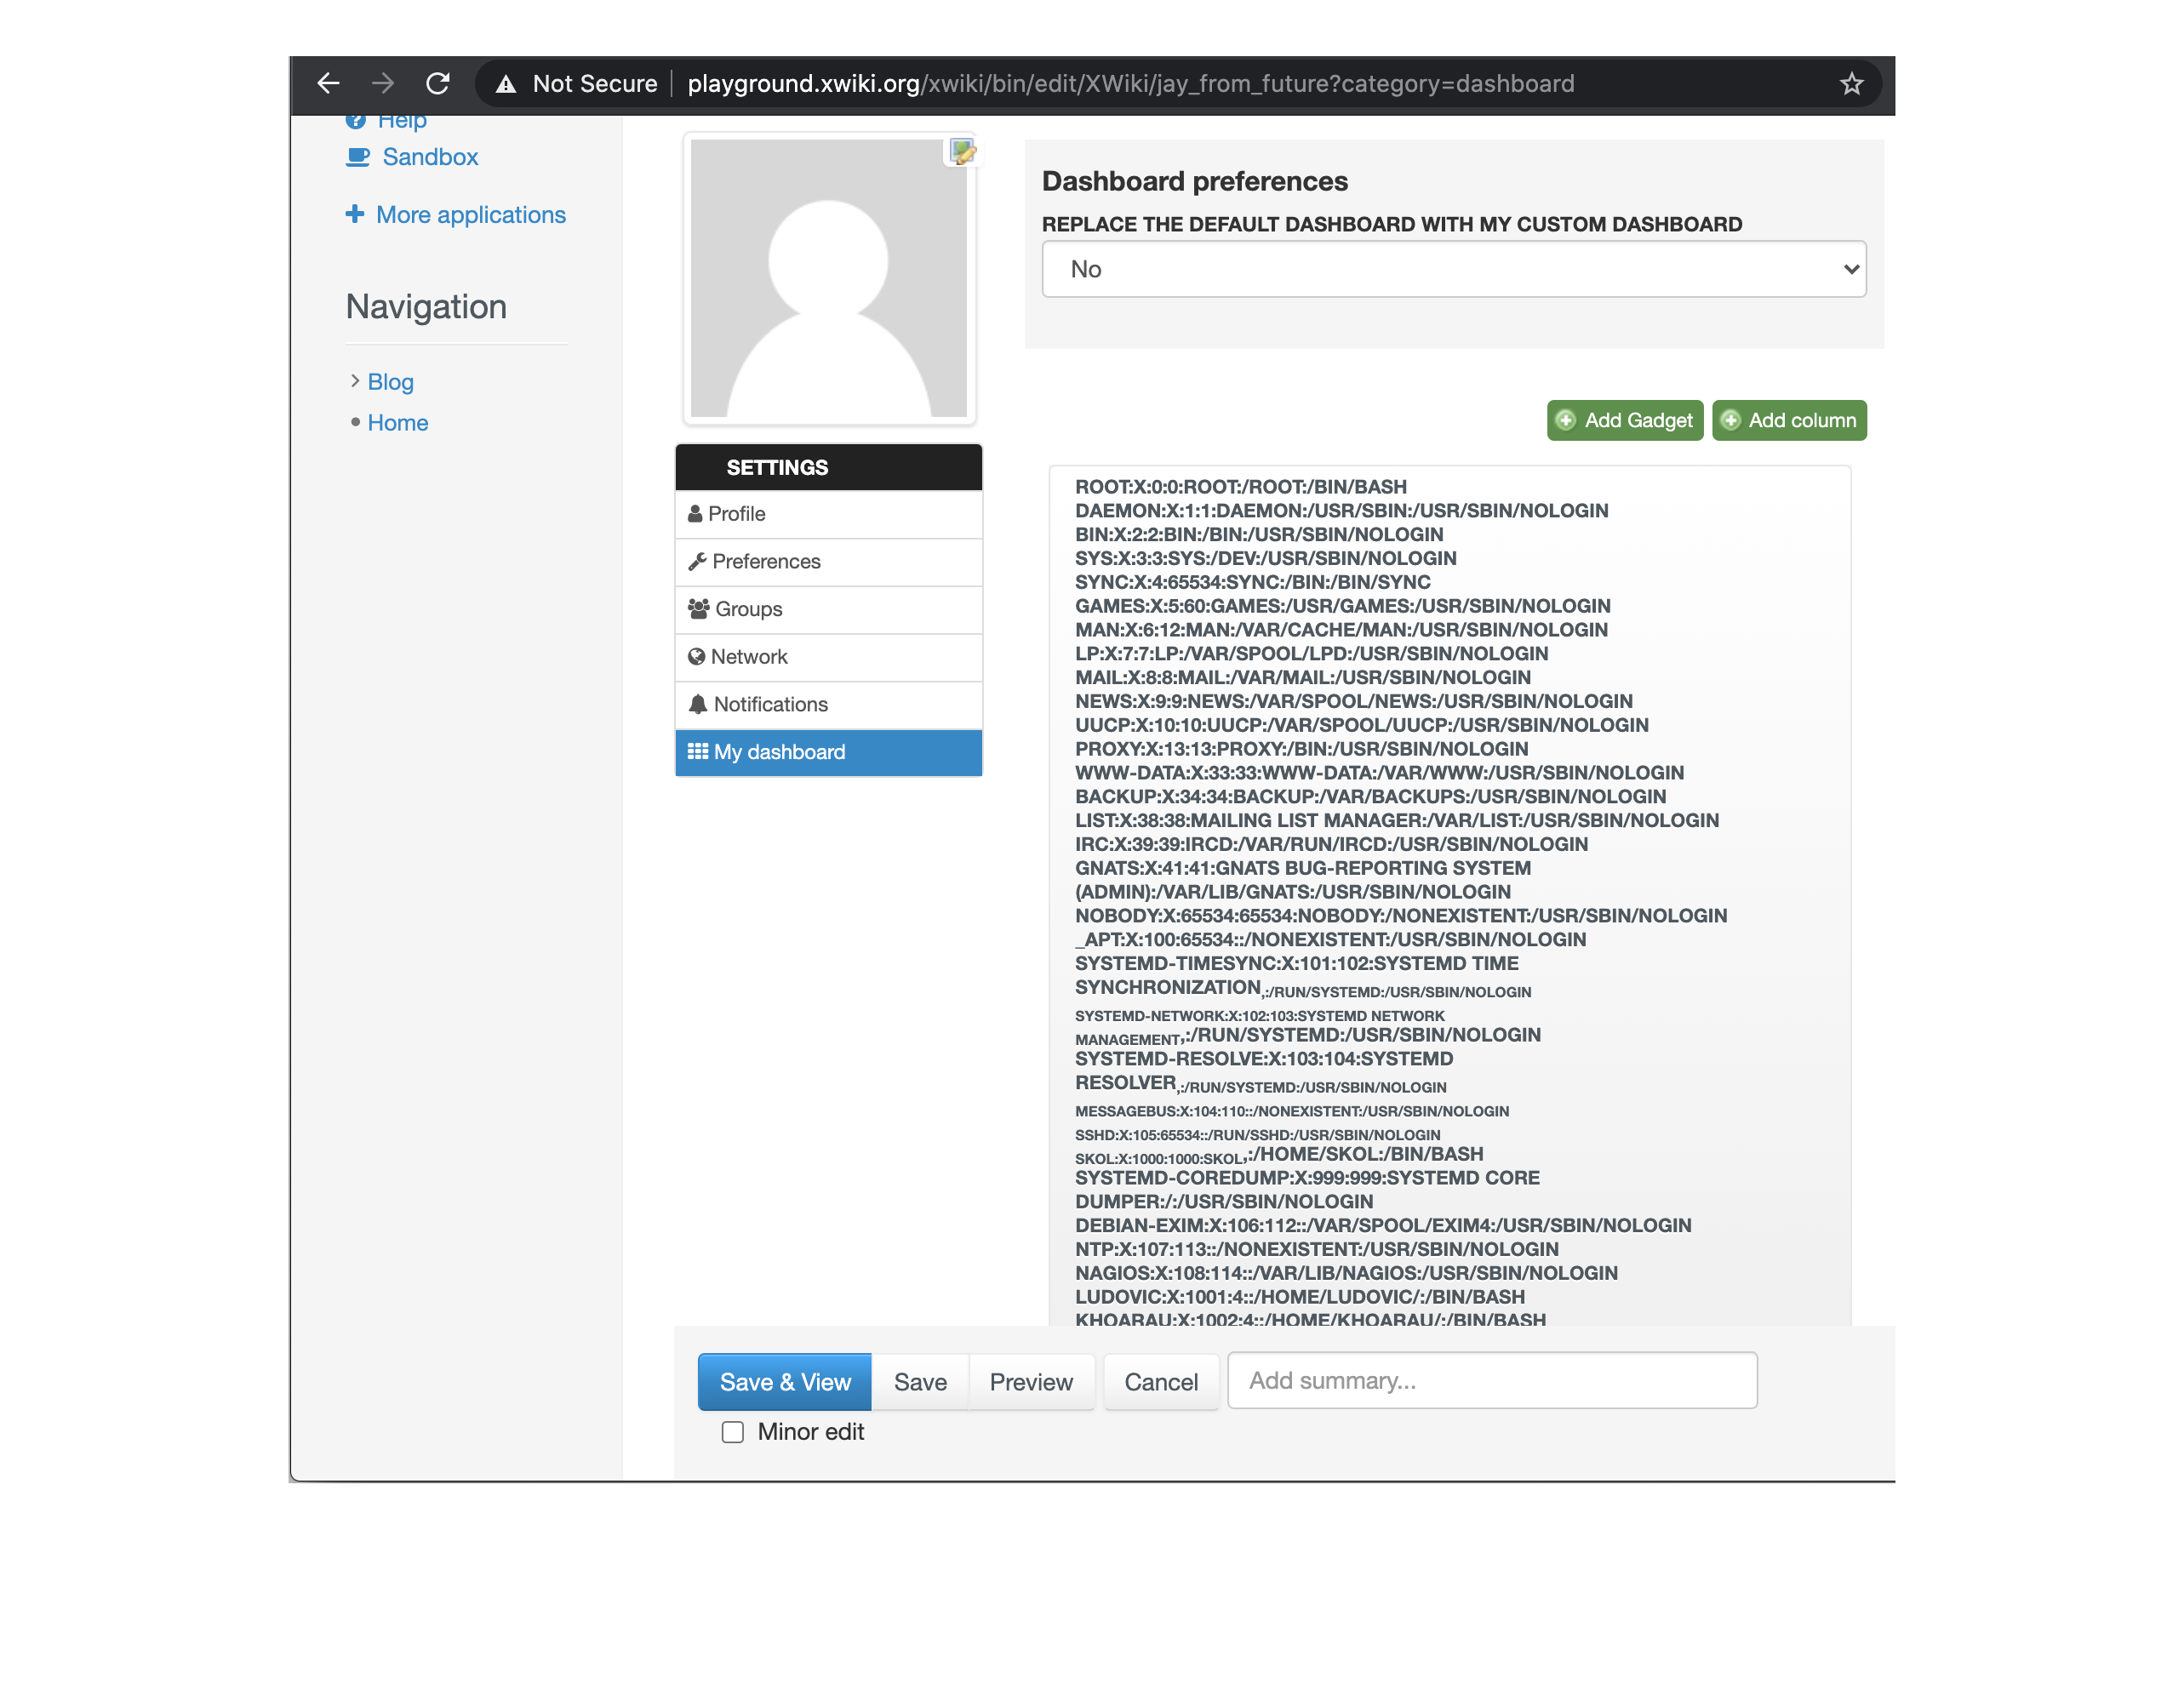 Not Secure playground.xwiki.org/xwiki/bin/edit/XWiki/jay_from_future?category=dashboard
Help
Sandbox
More applications
Navigation
Blog
Home
SETTINGS
Profile
Preferences
Groups
Network
Notifications
My dashboard
Dashboard preferences
REPLACE THE DEFAULT DASHBOARD WITH MY CUSTOM DASHBOARD
No
Add Gadget Add column
ROOT:X:0:0:ROOT:/ROOT:/BIN/BASH
DAEMON:X:1:1:DAEMON:/USR/SBIN:/USR/SBIN/NOLOGIN
BIN:X:2:2:BIN:/BIN:/USR/SBIN/NOLOGIN
SYS:X:3:3:SYS:/DEV:/USR/SBIN/NOLOGIN
SYNC:X:4:65534:SYNC:/BIN:/BIN/SYNC
GAMES:X:5:60:GAMES:/USR/GAMES:/USR/SBIN/NOLOGIN
MAN:X:6:12:MAN:/VAR/CACHE/MAN:/USR/SBIN/NOLOGIN
LP:X:7:7:LP:/VAR/SPOOL/LPD:/USR/SBIN/NOLOGIN
MAIL:X:8:8:MAIL:/VAR/MAIL:/USR/SBIN/NOLOGIN
NEWS:X:9:9:NEWS:/VAR/SPOOL/NEWS:/USR/SBIN/NOLOGIN
UUCP:X:10:10:UUCP:/VAR/SPOOL/UUCP:/USR/SBIN/NOLOGIN
PROXY:X:13:13:PROXY:/BIN:/USR/SBIN/NOLOGIN
WWW-DATA:X:33:33:WWW-DATA:/VAR/WWW:/USR/SBIN/NOLOGIN
BACKUP:X:34:34:BACKUP:/VAR/BACKUPS:/USR/SBIN/NOLOGIN
LIST:X:38:38:MAILING LIST MANAGER:/VAR/LIST:/USR/SBIN/NOLOGIN
IRC:X:39:39:IRCD:/VAR/RUN/IRCD:/USR/SBIN/NOLOGIN
GNATS:X:41:41:GNATS BUG-REPORTING SYSTEM
(ADMIN):/VAR/LIB/GNATS:/USR/SBIN/NOLOGIN
NOBODY:X:65534:65534:NOBODY:/NONEXISTENT:/USR/SBIN/NOLOGIN
_APT:X:100:65534::/NONEXISTENT:/USR/SBIN/NOLOGIN
SYSTEMD-TIMESYNC:X:101:102:SYSTEMD TIME
SYNCHRONIZATION,:/RUN/SYSTEMD:/USR/SBIN/NOLOGIN
SYSTEMD-NETWORK:X:102:103:SYSTEMD NETWORK
MANAGEMENT,:/RUN/SYSTEMD:/USR/SBIN/NOLOGIN
SYSTEMD-RESOLVE:X:103:104:SYSTEMD
RESOLVER,:/RUN/SYSTEMD:/USR/SBIN/NOLOGIN
MESSAGEBUS:X:104:110::/NONEXISTENT:/USR/SBIN/NOLOGIN
SSHD:X:105:65534::/RUN/SSHD:/USR/SBIN/NOLOGIN
SKOL:X:1000:1000:SKOL,:/HOME/SKOL:/BIN/BASH
SYSTEMD-COREDUMP:X:999:999:SYSTEMD CORE
DUMPER:/:/USR/SBIN/NOLOGIN
DEBIAN-EXIM:X:106:112::/VAR/SPOOL/EXIM4:/USR/SBIN/NOLOGIN
NTP:X:107:113::/NONEXISTENT:/USR/SBIN/NOLOGIN
NAGIOS:X:108:114::/VAR/LIB/NAGIOS:/USR/SBIN/NOLOGIN
LUDOVIC:X:1001:4::/HOME/LUDOVIC/:/BIN/BASH
KHOARAU:X:1002:4::/HOME/KHOARAU/:/BIN/BASH
Save & View Save Preview Cancel Add summary...
Minor edit